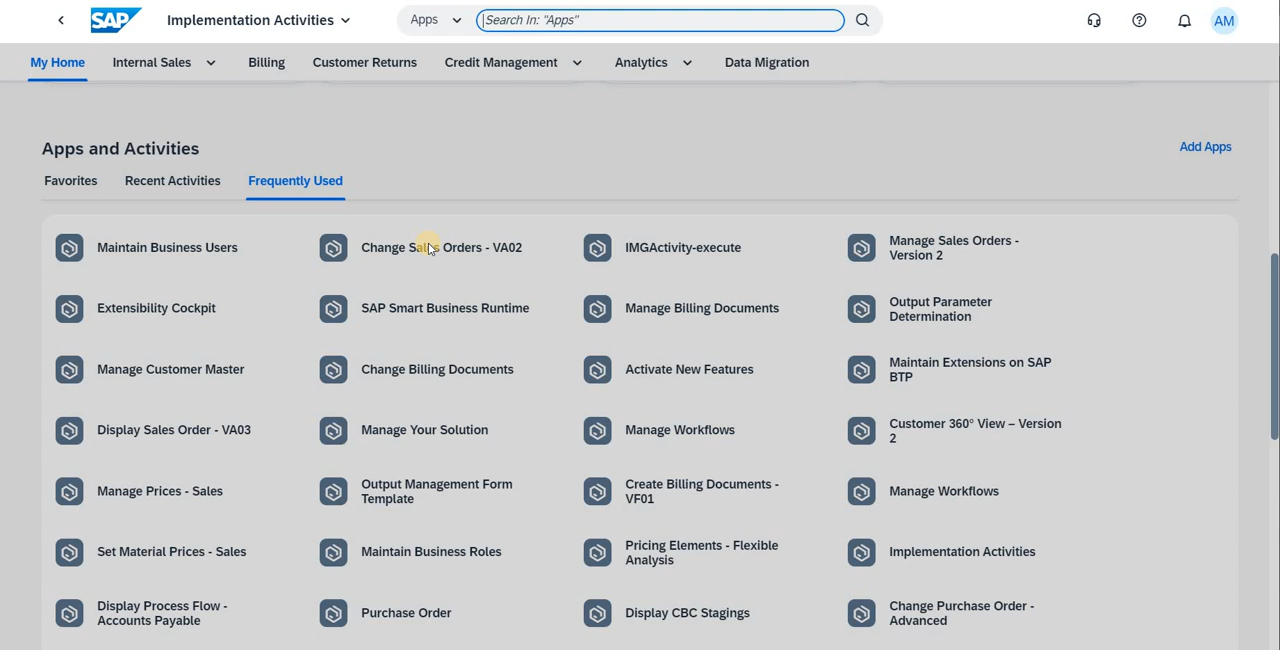 SAP Implementation Activities Apps Search In: "Apps" AM
My Home Internal Sales Billing Customer Returns Credit Management Analytics Data Migration
Apps and Activities
Add Apps
Favorites Recent Activities Frequently Used
Maintain Business Users
Change Sales Orders - VA02
IMGActivity-execute
Manage Sales Orders -
Version 2
Extensibility Cockpit
SAP Smart Business Runtime
Manage Billing Documents
Output Parameter
Determination
Manage Customer Master
Change Billing Documents
Activate New Features
Maintain Extensions on SAP
BTP
Display Sales Order - VA03
Manage Your Solution
Manage Workflows
Customer 360° View – Version
2
Manage Prices - Sales
Output Management Form
Template
Create Billing Documents -
VF01
Manage Workflows
Set Material Prices - Sales
Maintain Business Roles
Pricing Elements - Flexible
Analysis
Implementation Activities
Display Process Flow -
Accounts Payable
Purchase Order
Display CBC Stagings
Change Purchase Order -
Advanced